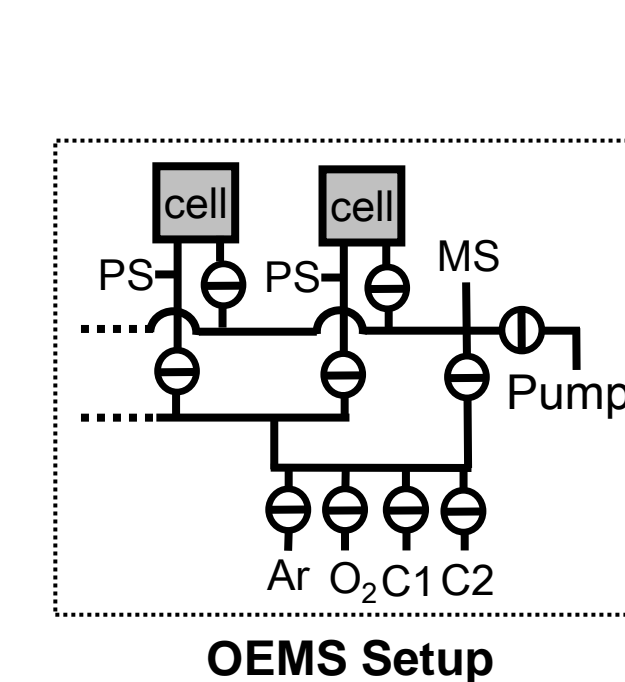 cell cell
MS
PS PS
Pump
Ar O₂ C1 C2
OEMS Setup